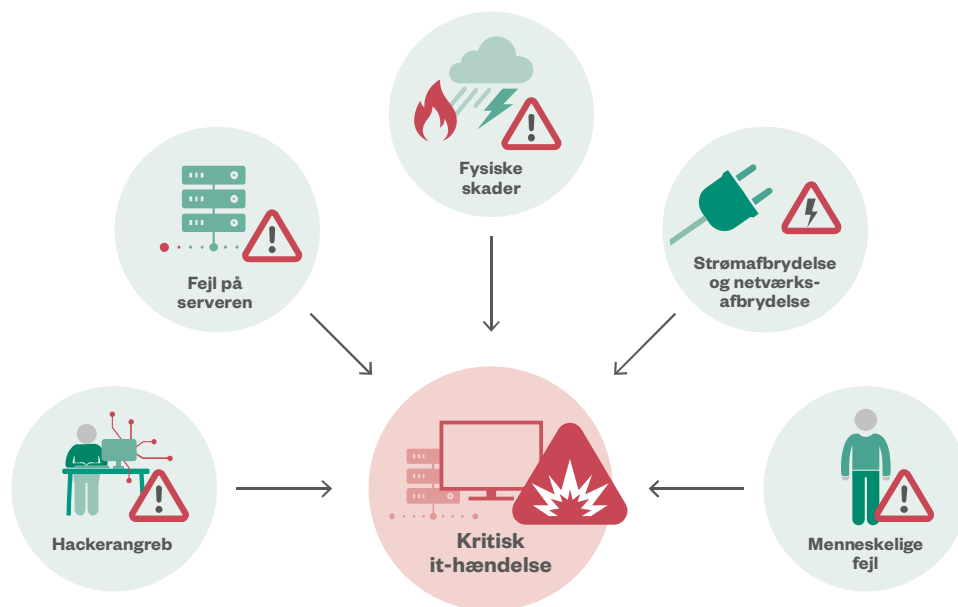 Fysiske
skader
Fejl på
serveren
Strømafbrydelse
og netværks-
afbrydelse
Hackerangreb
Kritisk
it-hændelse
Menneskelige
fejl